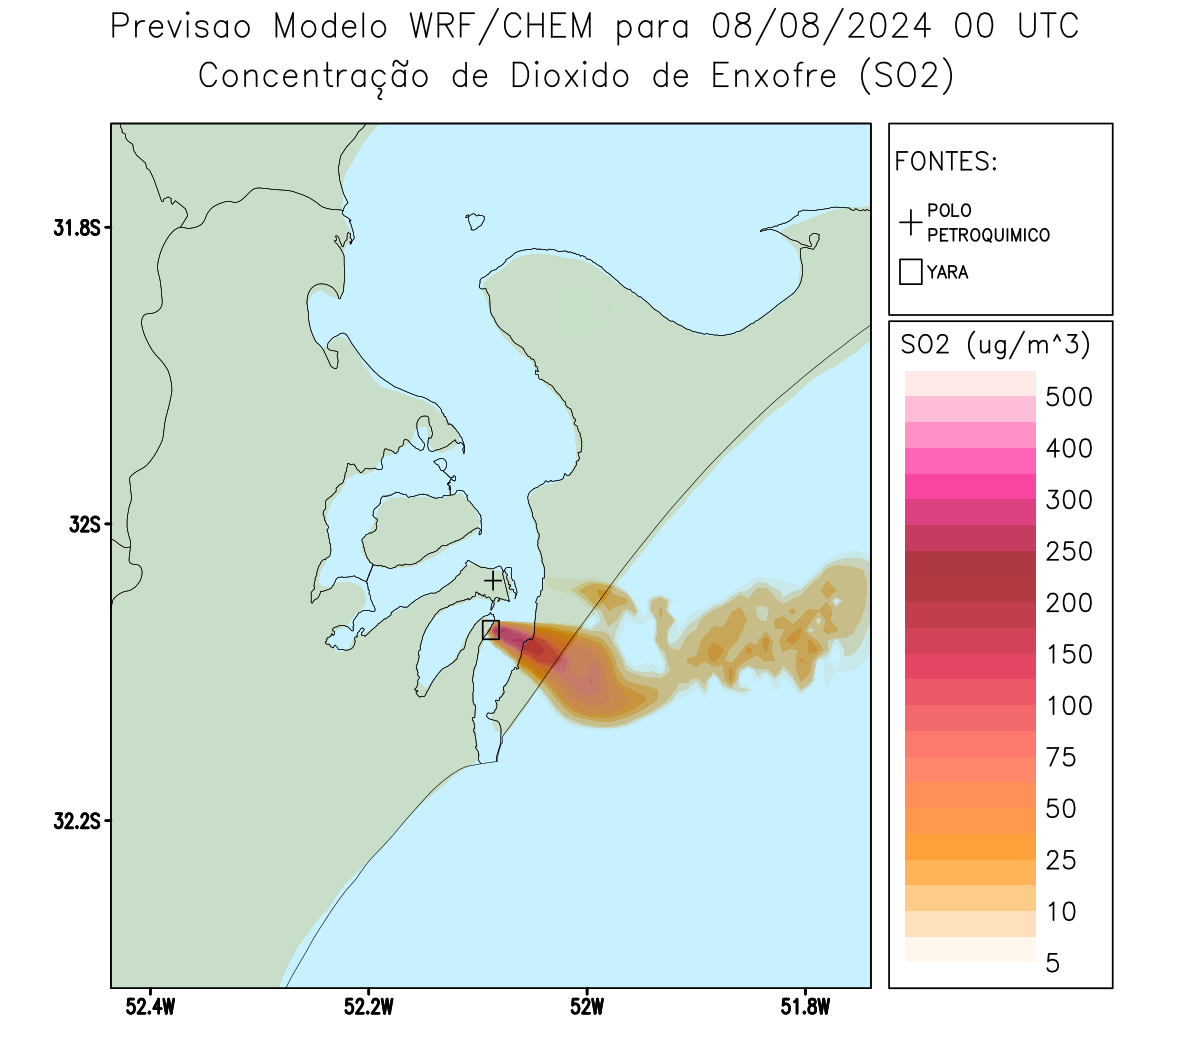 Previsao Modelo WRF/CHEM para 08/08/2024 00 UTC
Concentração de Dioxido de Enxofre (SO2)
FONTES:
POLO
PETROQUIMICO
YARA
SO2 (ug/m^3)
500
400
300
250
200
150
100
75
50
25
10
5
31.8S
32S
32.2S
52.4W
52.2W
52W
51.8W